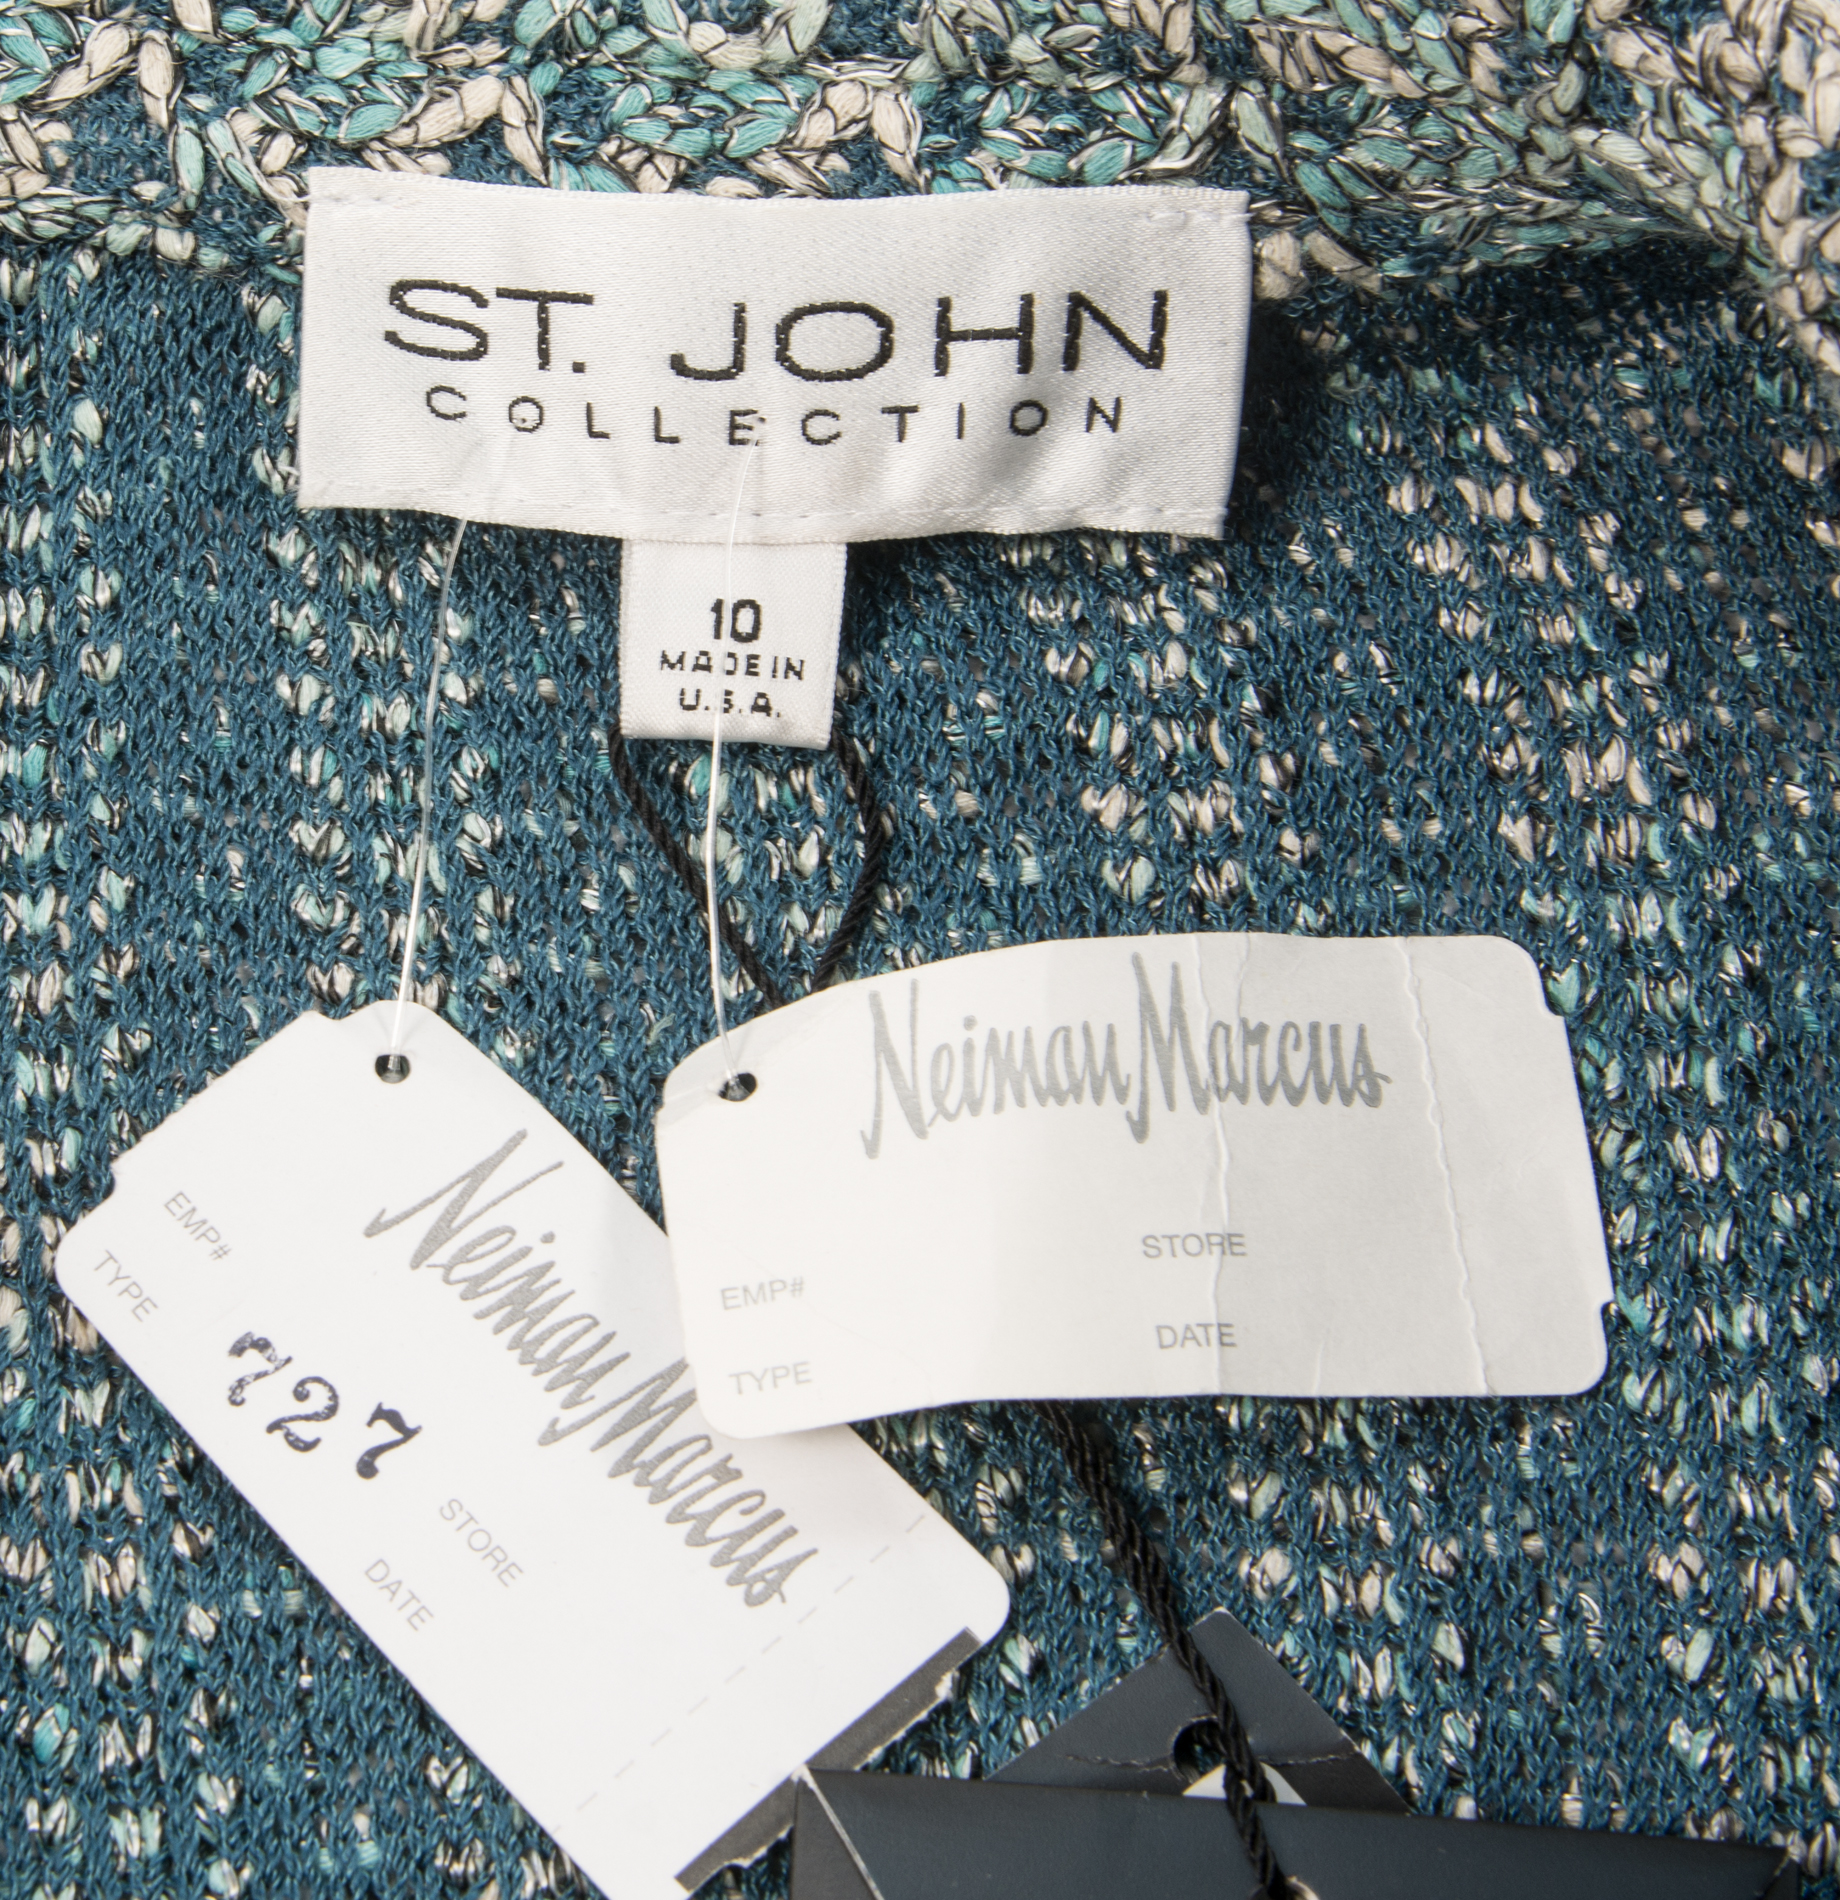 ST. JOHN
COLLECTION
10
MADE IN
U.S.A.
Neiman Marcus
STORE
EMP#
DATE
TYPE
Neiman Marcus
EMP#
TYPE
727
STORE
DATE